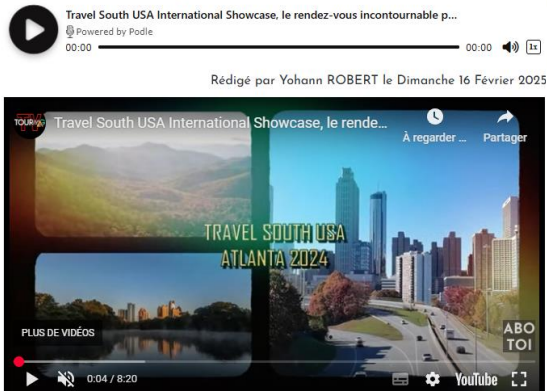 Travel South USA International Showcase, le rendez-vous incontournable p...
Powered by Podle
00:00
00:00
1x
Rédigé par Yohann ROBERT le Dimanche 16 Février 2025
TV
TOURMAG
Travel South USA International Showcase, le rende...
À regarder ...
Partager
TRAVEL SOUTH USA
ATLANTA 2024
PLUS DE VIDÉOS
ABO
TOI
0:04 / 8:20
YouTube